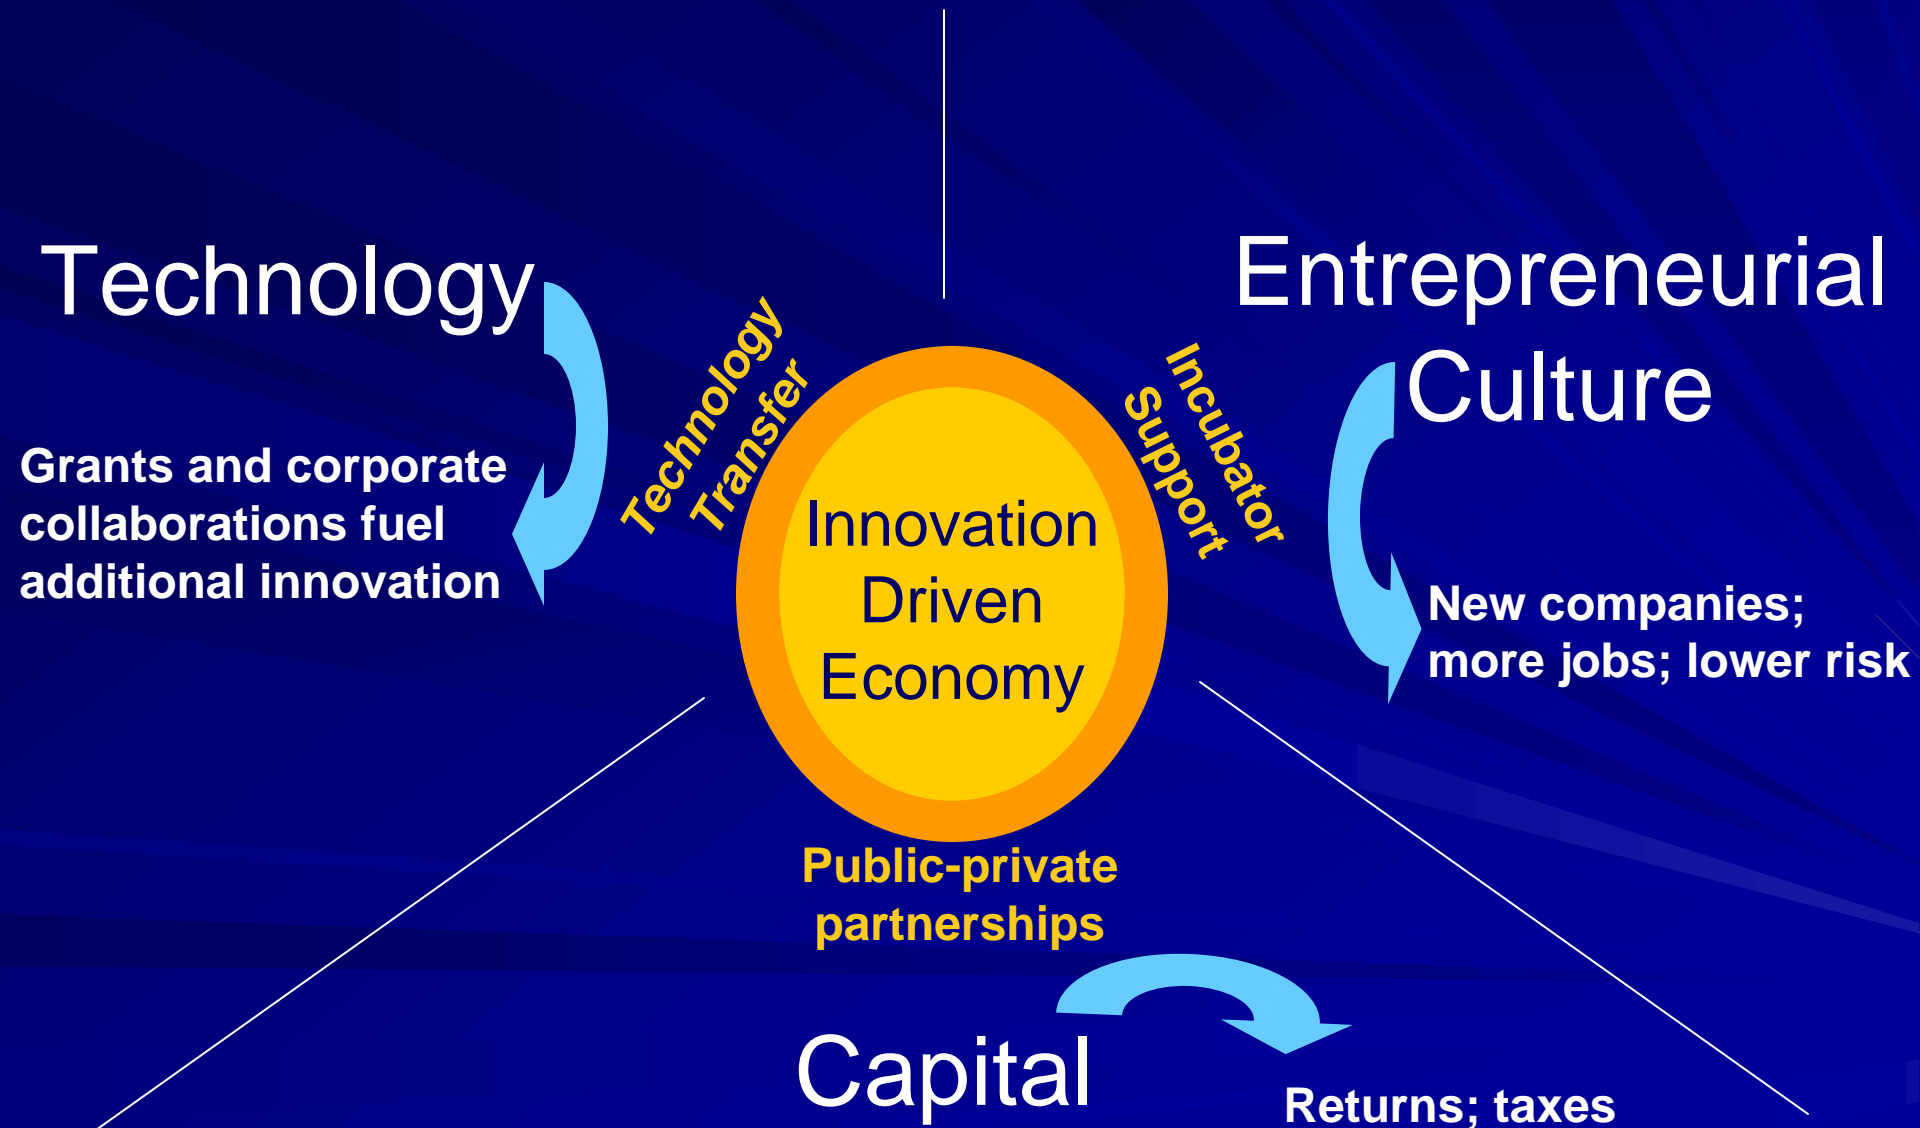 Technology
Grants and corporate
collaborations fuel
additional innovation
Technology
Transfer
Innovation
Driven
Economy
Incubator
Support
Entrepreneurial
Culture
New companies;
more jobs; lower risk
Public-private
partnerships
Capital
Returns; taxes